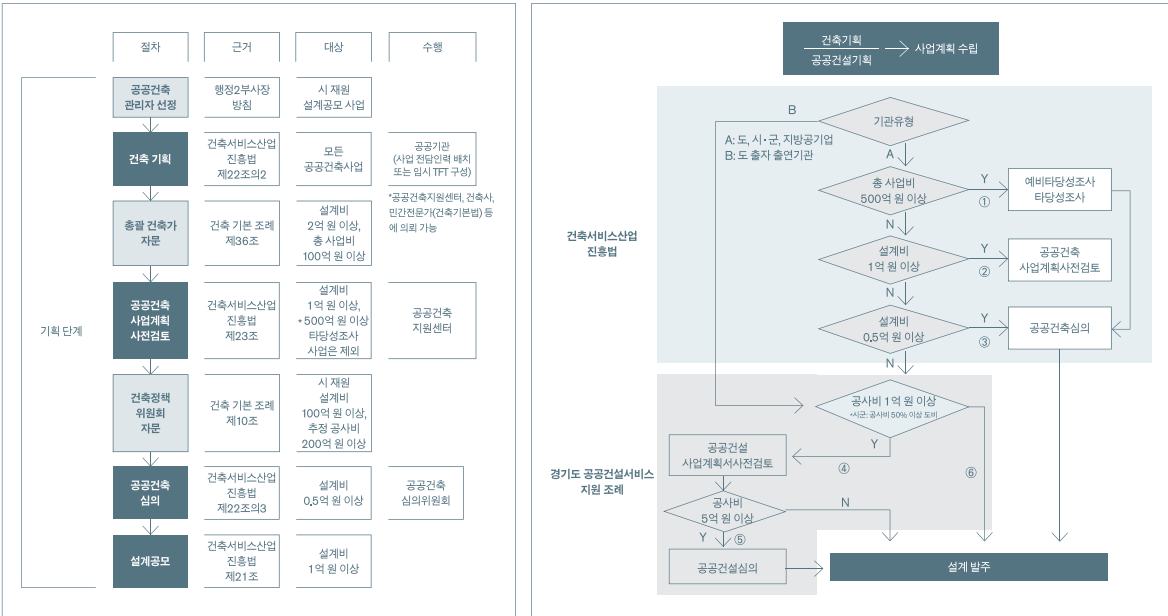 절차
근거
대상
수행
기획 단계
공공건축
관리자 선정
행정2부사장
방침
시 재원
설계공모 사업
건축 기획
건축서비스산업
진흥법
제22조의2
모든
공공건축사업
공공기관
(사업 전담인력 배치
또는 임시 TFT 구성)
*공공건축지원센터, 건축사,
민간전문가(건축기본법) 등
에 의뢰 가능
총괄 건축가
자문
건축 기본 조례
제36조
설계비
2억 원 이상,
총 사업비
100억 원 이상
공공건축
사업계획
사전검토
건축서비스산업
진흥법
제23조
설계비
1억 원 이상,
*500억 원 이상
타당성조사
사업은 제외
공공건축
지원센터
건축정책
위원회
자문
건축 기본 조례
제10조
시 재원
설계비
100억 원 이상,
추정 공사비
200억 원 이상
공공건축
심의
건축서비스산업
진흥법
제22조의3
설계비
0.5억 원 이상
공공건축
심의위원회
설계공모
건축서비스산업
진흥법
제21조
설계비
1억 원 이상
건축기획
공공건설기획
사업계획 수립
건축서비스산업
진흥법
B
기관유형
A: 도, 시·군, 지방공기업
B: 도 출자 출연기관
A
총 사업비
500억 원 이상
Y
①
예비타당성조사
타당성조사
N
설계비
1억 원 이상
Y
②
공공건축
사업계획사전검토
N
설계비
0.5억 원 이상
Y
③
공공건축심의
N
공사비 1억 원 이상
*시군: 공사비 50% 이상 도비
Y
④
⑥
경기도 공공건설서비스
지원 조례
공공건설
사업계획서사전검토
공사비
5억 원 이상
N
Y
⑤
공공건설심의
설계 발주